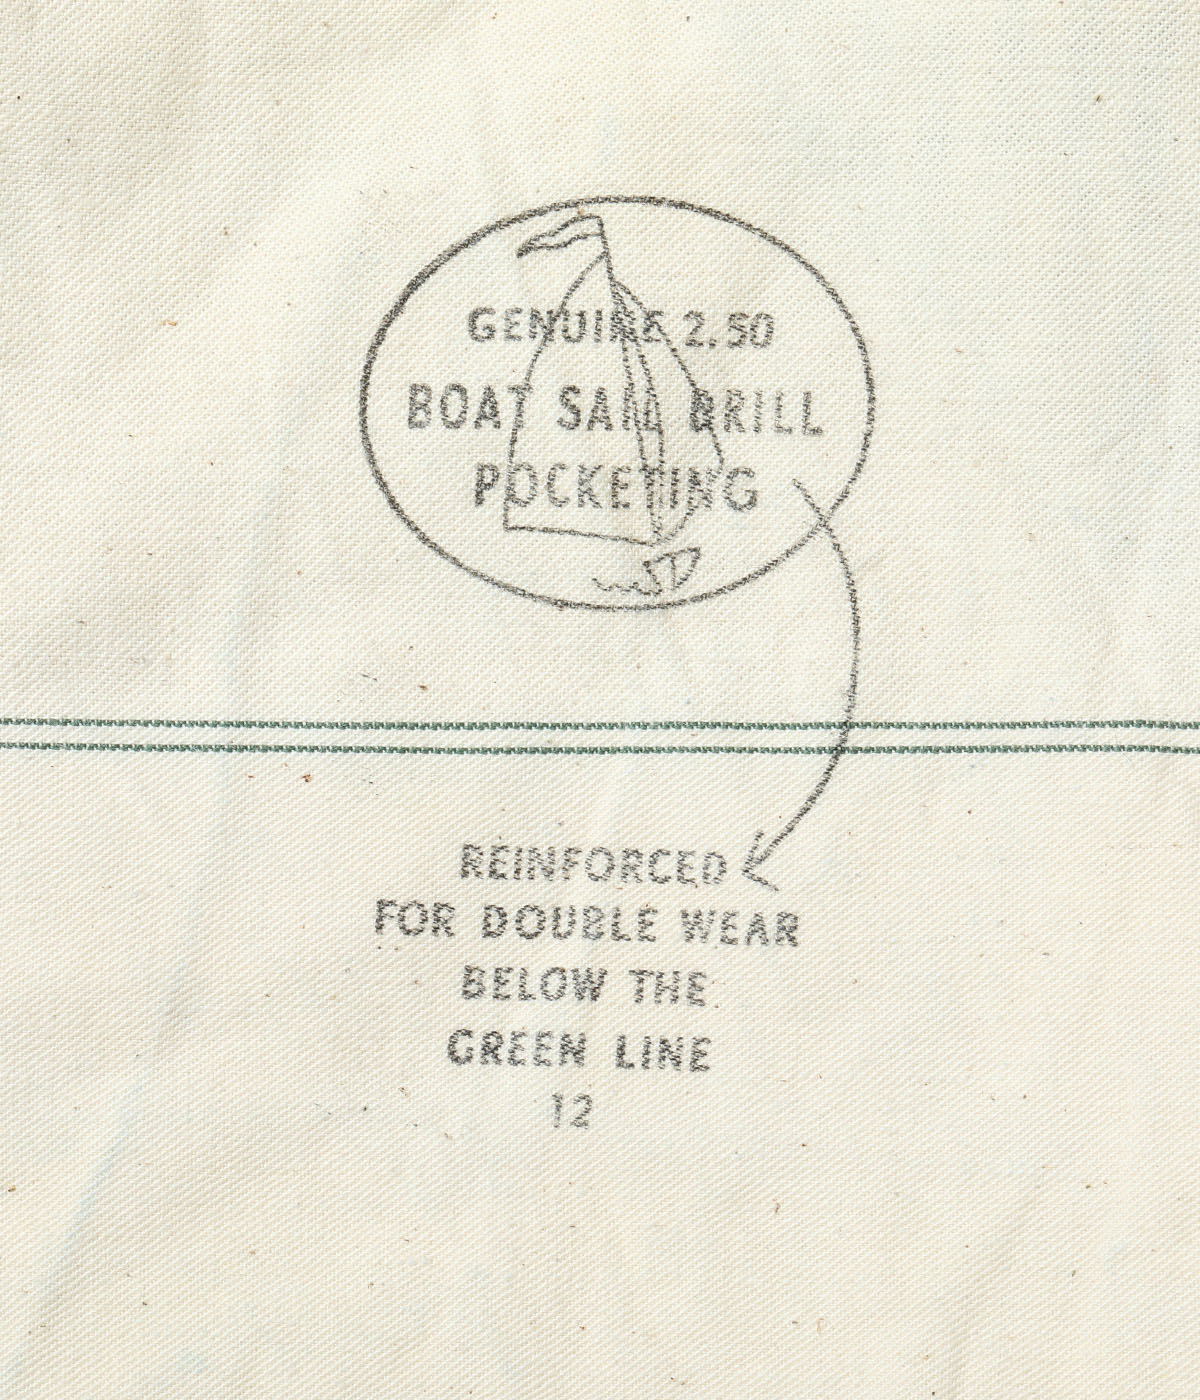 GENUINE 2.50
BOAT SAIL DRILL
POCKETING
REINFORCED
FOR DOUBLE WEAR
BELOW THE
GREEN LINE
12